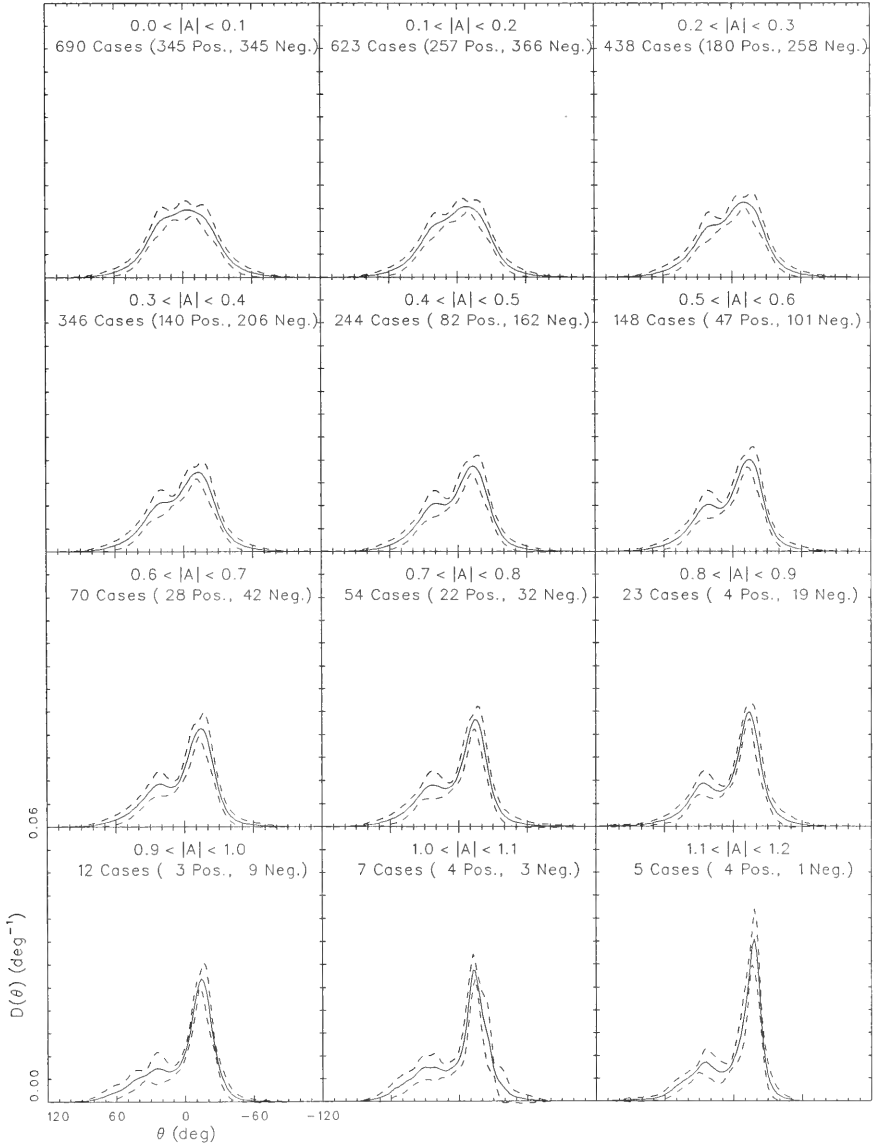 0.0 < |A| < 0.1
690 Cases (345 Pos., 345 Neg.)
0.1 < |A| < 0.2
623 Cases (257 Pos., 366 Neg.)
0.2 < |A| < 0.3
438 Cases (180 Pos., 258 Neg.)
0.3 < |A| < 0.4
346 Cases (140 Pos., 206 Neg.)
0.4 < |A| < 0.5
244 Cases ( 82 Pos., 162 Neg.)
0.5 < |A| < 0.6
148 Cases ( 47 Pos., 101 Neg.)
0.6 < |A| < 0.7
70 Cases ( 28 Pos., 42 Neg.)
0.7 < |A| < 0.8
54 Cases ( 22 Pos., 32 Neg.)
0.8 < |A| < 0.9
23 Cases ( 4 Pos., 19 Neg.)
0.06
0.9 < |A| < 1.0
12 Cases ( 3 Pos., 9 Neg.)
1.0 < |A| < 1.1
7 Cases ( 4 Pos., 3 Neg.)
1.1 < |A| < 1.2
5 Cases ( 4 Pos., 1 Neg.)
D(θ) (deg⁻¹)
0.00
120 60 0 -60 -120
θ (deg)